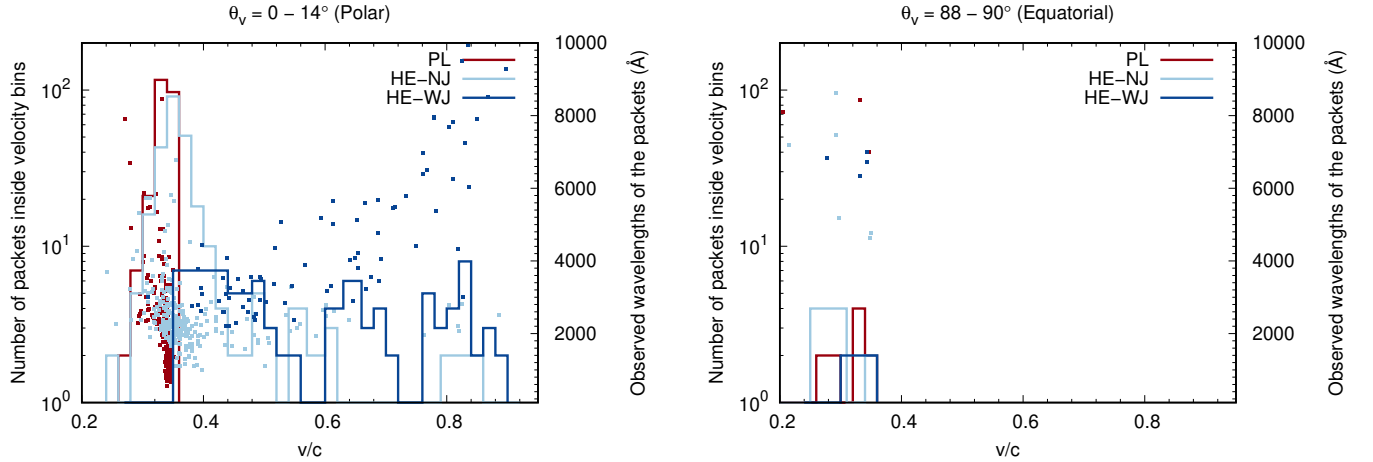 θv = 0 − 14° (Polar)
Number of packets inside velocity bins
10²
10¹
10⁰
PL
HE−NJ
HE−WJ
10000
8000
6000
4000
2000
Observed wavelengths of the packets (Å)
0.2 0.4 0.6 0.8
v/c
θv = 88 − 90° (Equatorial)
Number of packets inside velocity bins
10²
10¹
10⁰
PL
HE−NJ
HE−WJ
10000
8000
6000
4000
2000
Observed wavelengths of the packets (Å)
0.2 0.4 0.6 0.8
v/c